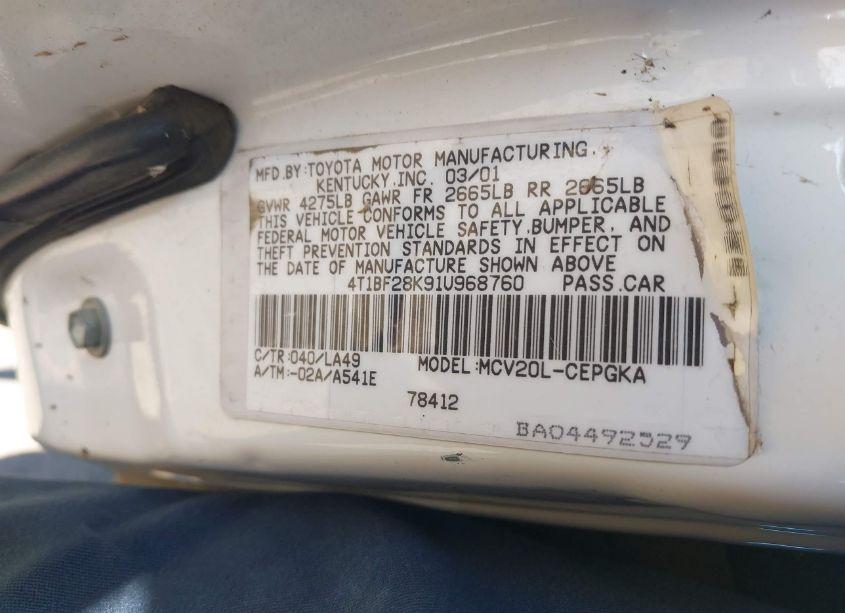 MFD.BY:TOYOTA MOTOR MANUFACTURING,
KENTUCKY,INC. 03/01
GVWR 4275LB GAWR FR 2665LB RR 2665LB
THIS VEHICLE CONFORMS TO ALL APPLICABLE
FEDERAL MOTOR VEHICLE SAFETY,BUMPER, AND
THEFT PREVENTION STANDARDS IN EFFECT ON
THE DATE OF MANUFACTURE SHOWN ABOVE
4T1BF28K91U968760 PASS.CAR
C/TR:040/LA49 MODEL:MCV20L-CEPGKA
A/TM:-02A/A541E
78412
BA04492529